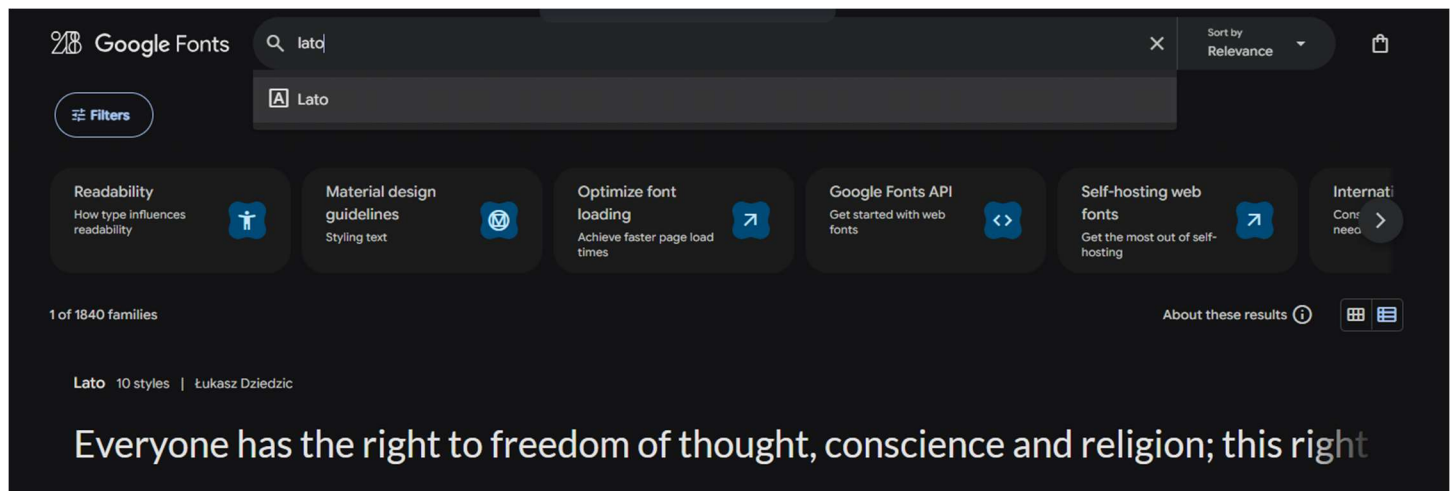 Google Fonts
lato
Sort by
Relevance
Lato
Filters
Readability
How type influences
readability
Material design
guidelines
Styling text
Optimize font
loading
Achieve faster page load
times
Google Fonts API
Get started with web
fonts
Self-hosting web
fonts
Get the most out of self-
hosting
1 of 1840 families
About these results
Lato 10 styles | Łukasz Dziedzic
Everyone has the right to freedom of thought, conscience and religion; this right